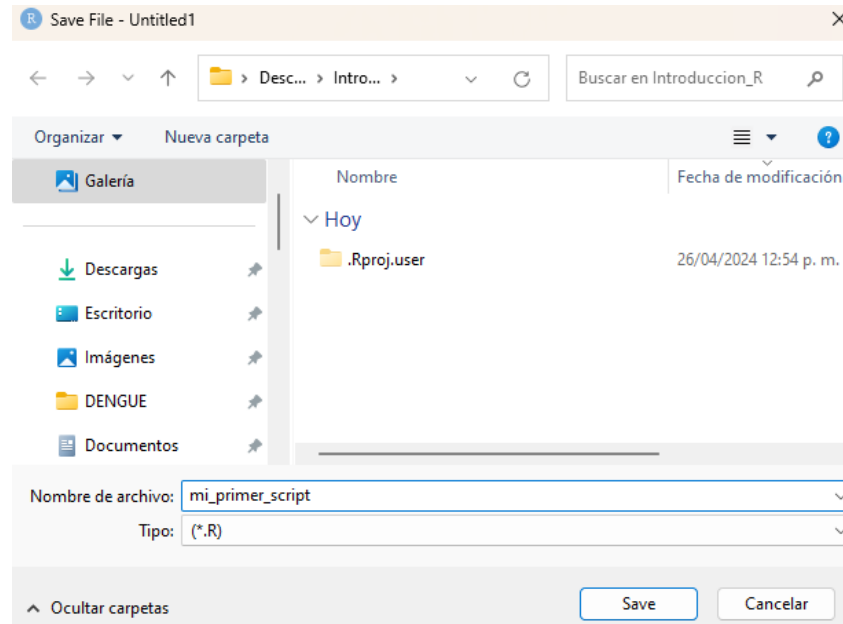 R Save File - Untitled1
Desc... Intro... Buscar en Introduccion_R
Organizar Nueva carpeta ?
Galería
Nombre Fecha de modificación
Hoy
.Rproj.user 26/04/2024 12:54 p. m.
Descargas
Escritorio
Imágenes
DENGUE
Documentos
Nombre de archivo: mi_primer_script
Tipo: (*.R)
Ocultar carpetas Save Cancelar